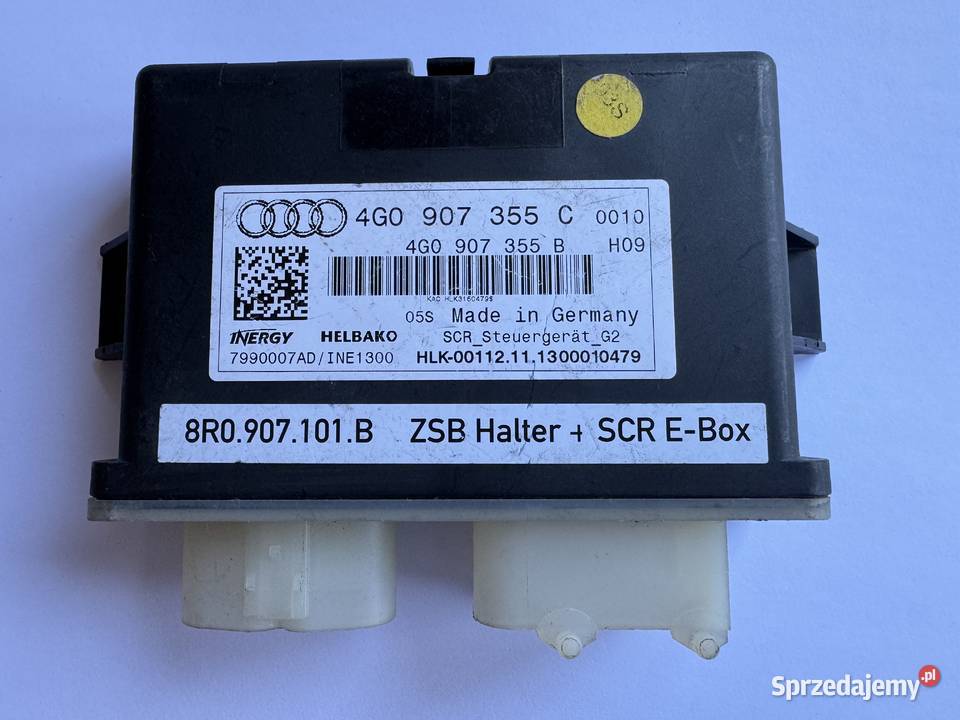 4G0 907 355 C 0010
4G0 907 355 B H09
05S Made in Germany
INERGY HELBAKO SCR_Steuergerät_G2
7990007AD/INE1300 HLK-00112.11.1300010479
8R0.907.101.B ZSB Halter + SCR E-Box
Sprzedajemy.pl